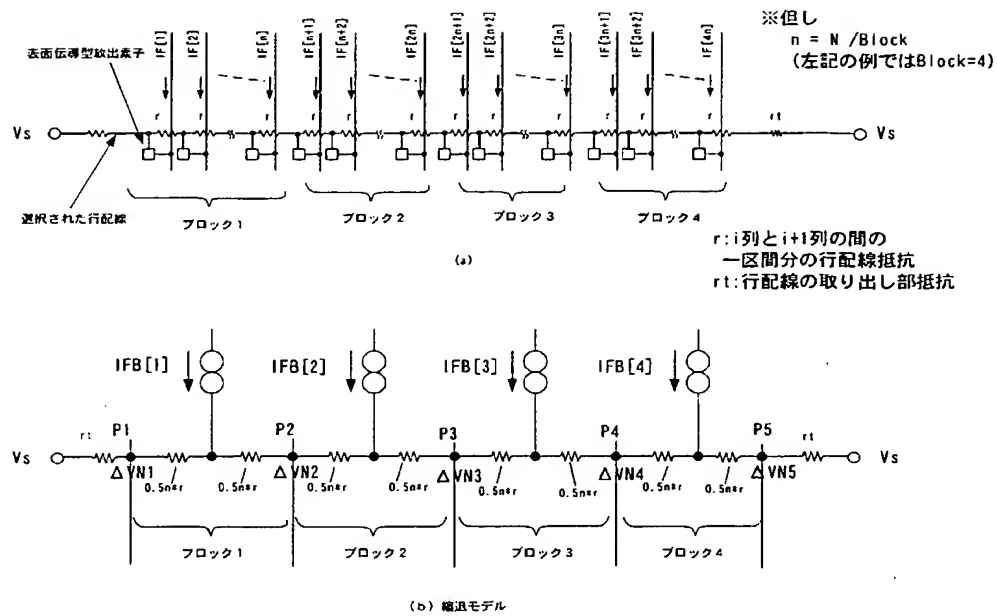 IF[1]
IF[2]
IF[n]
IF[n+1]
IF[n+2]
IF[2n]
IF[2n+1]
IF[2n+2]
IF[3n]
IF[3n+1]
IF[3n+2]
IF[4n]
※但し
n = N /Block
(左記の例ではBlock=4)
表面伝導型放出素子
Vs
r r r r r r r r r r r r
rt
Vs
選択された行配線
ブロック1
ブロック2
ブロック3
ブロック4
(a)
r:i列とi+1列の間の
一区間分の行配線抵抗
rt:行配線の取り出し部抵抗
IFB[1]
IFB[2]
IFB[3]
IFB[4]
Vs
rt
P1
P2
P3
P4
P5
rt
Vs
ΔVN1
ΔVN2
ΔVN3
ΔVN4
ΔVN5
0.5n*r
0.5n*r
0.5n*r
0.5n*r
0.5n*r
0.5n*r
0.5n*r
0.5n*r
ブロック1
ブロック2
ブロック3
ブロック4
(b) 縮退モデル